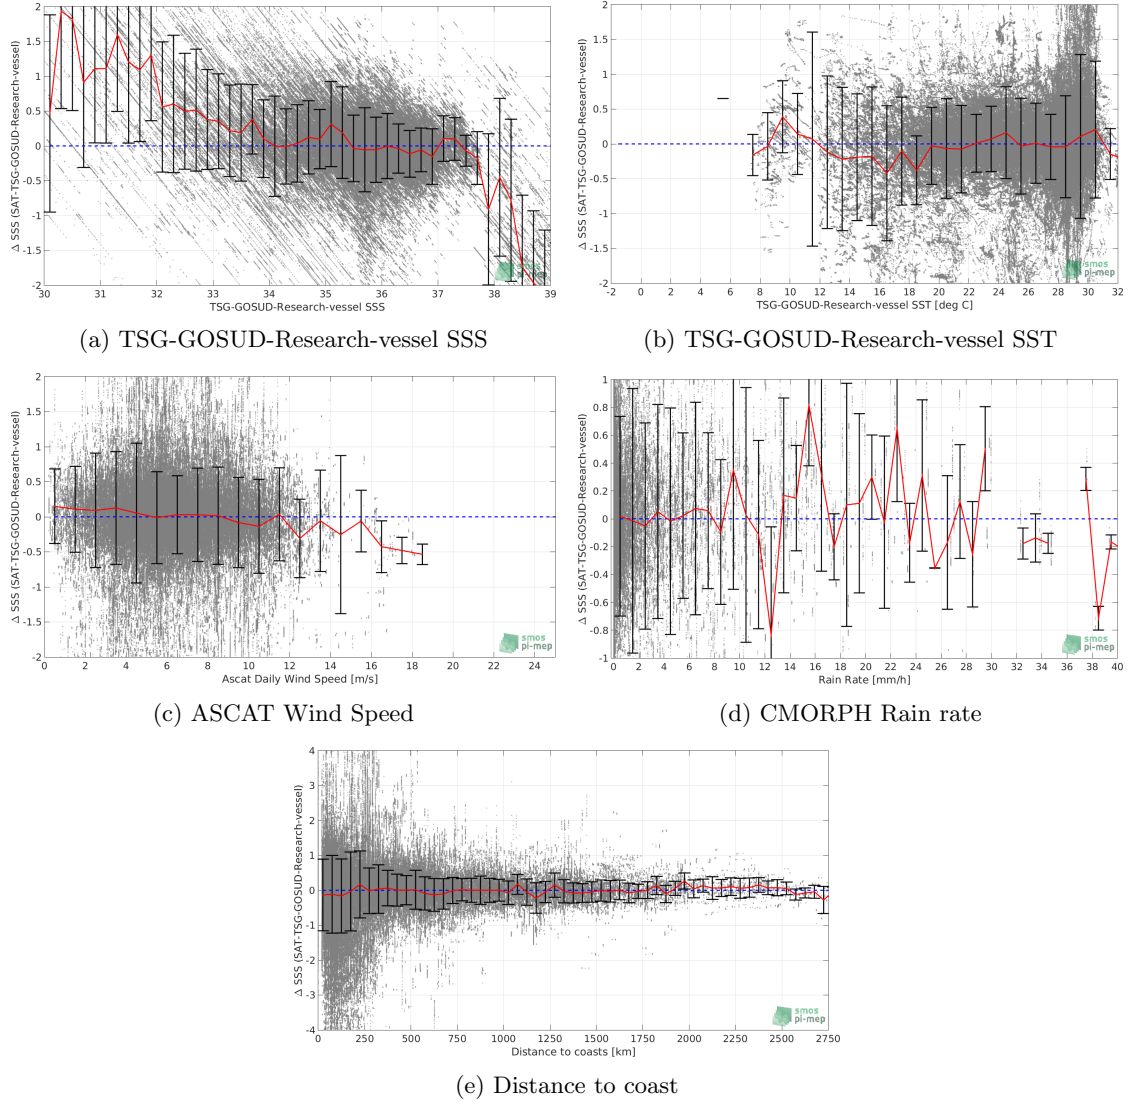 Δ SSS (SAT-TSG-GOSUD-Research-vessel)
2
1.5
1
0.5
0
-0.5
-1
-1.5
-2
30 31 32 33 34 35 36 37 38 39
TSG-GOSUD-Research-vessel SSS
smos
pi-mep
(a) TSG-GOSUD-Research-vessel SSS
Δ SSS (SAT-TSG-GOSUD-Research-vessel)
2
1.5
1
0.5
0
-0.5
-1
-1.5
-2
-2 0 2 4 6 8 10 12 14 16 18 20 22 24 26 28 30 32
TSG-GOSUD-Research-vessel SST [deg C]
smos
pi-mep
(b) TSG-GOSUD-Research-vessel SST
Δ SSS (SAT-TSG-GOSUD-Research-vessel)
2
1.5
1
0.5
0
-0.5
-1
-1.5
-2
0 2 4 6 8 10 12 14 16 18 20 22 24
Ascat Daily Wind Speed [m/s]
smos
pi-mep
(c) ASCAT Wind Speed
Δ SSS (SAT-TSG-GOSUD-Research-vessel)
1
0.8
0.6
0.4
0.2
0
-0.2
-0.4
-0.6
-0.8
-1
0 2 4 6 8 10 12 14 16 18 20 22 24 26 28 30 32 34 36 38 40
Rain Rate [mm/h]
smos
pi-mep
(d) CMORPH Rain rate
Δ SSS (SAT-TSG-GOSUD-Research-vessel)
4
3
2
1
0
-1
-2
-3
-4
0 250 500 750 1000 1250 1500 1750 2000 2250 2500 2750
Distance to coasts [km]
smos
pi-mep
(e) Distance to coast